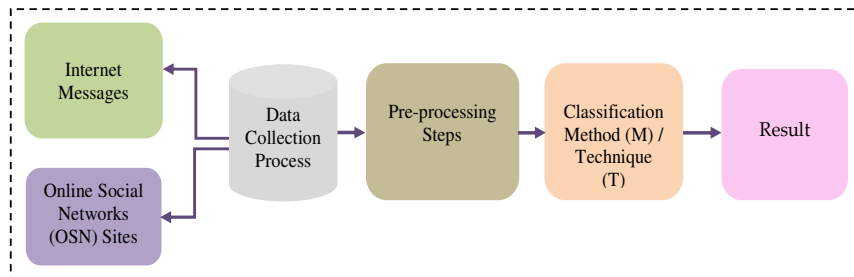 Internet
Messages
Online Social
Networks
(OSN) Sites
Data
Collection
Process
Pre-processing
Steps
Classification
Method (M) /
Technique
(T)
Result